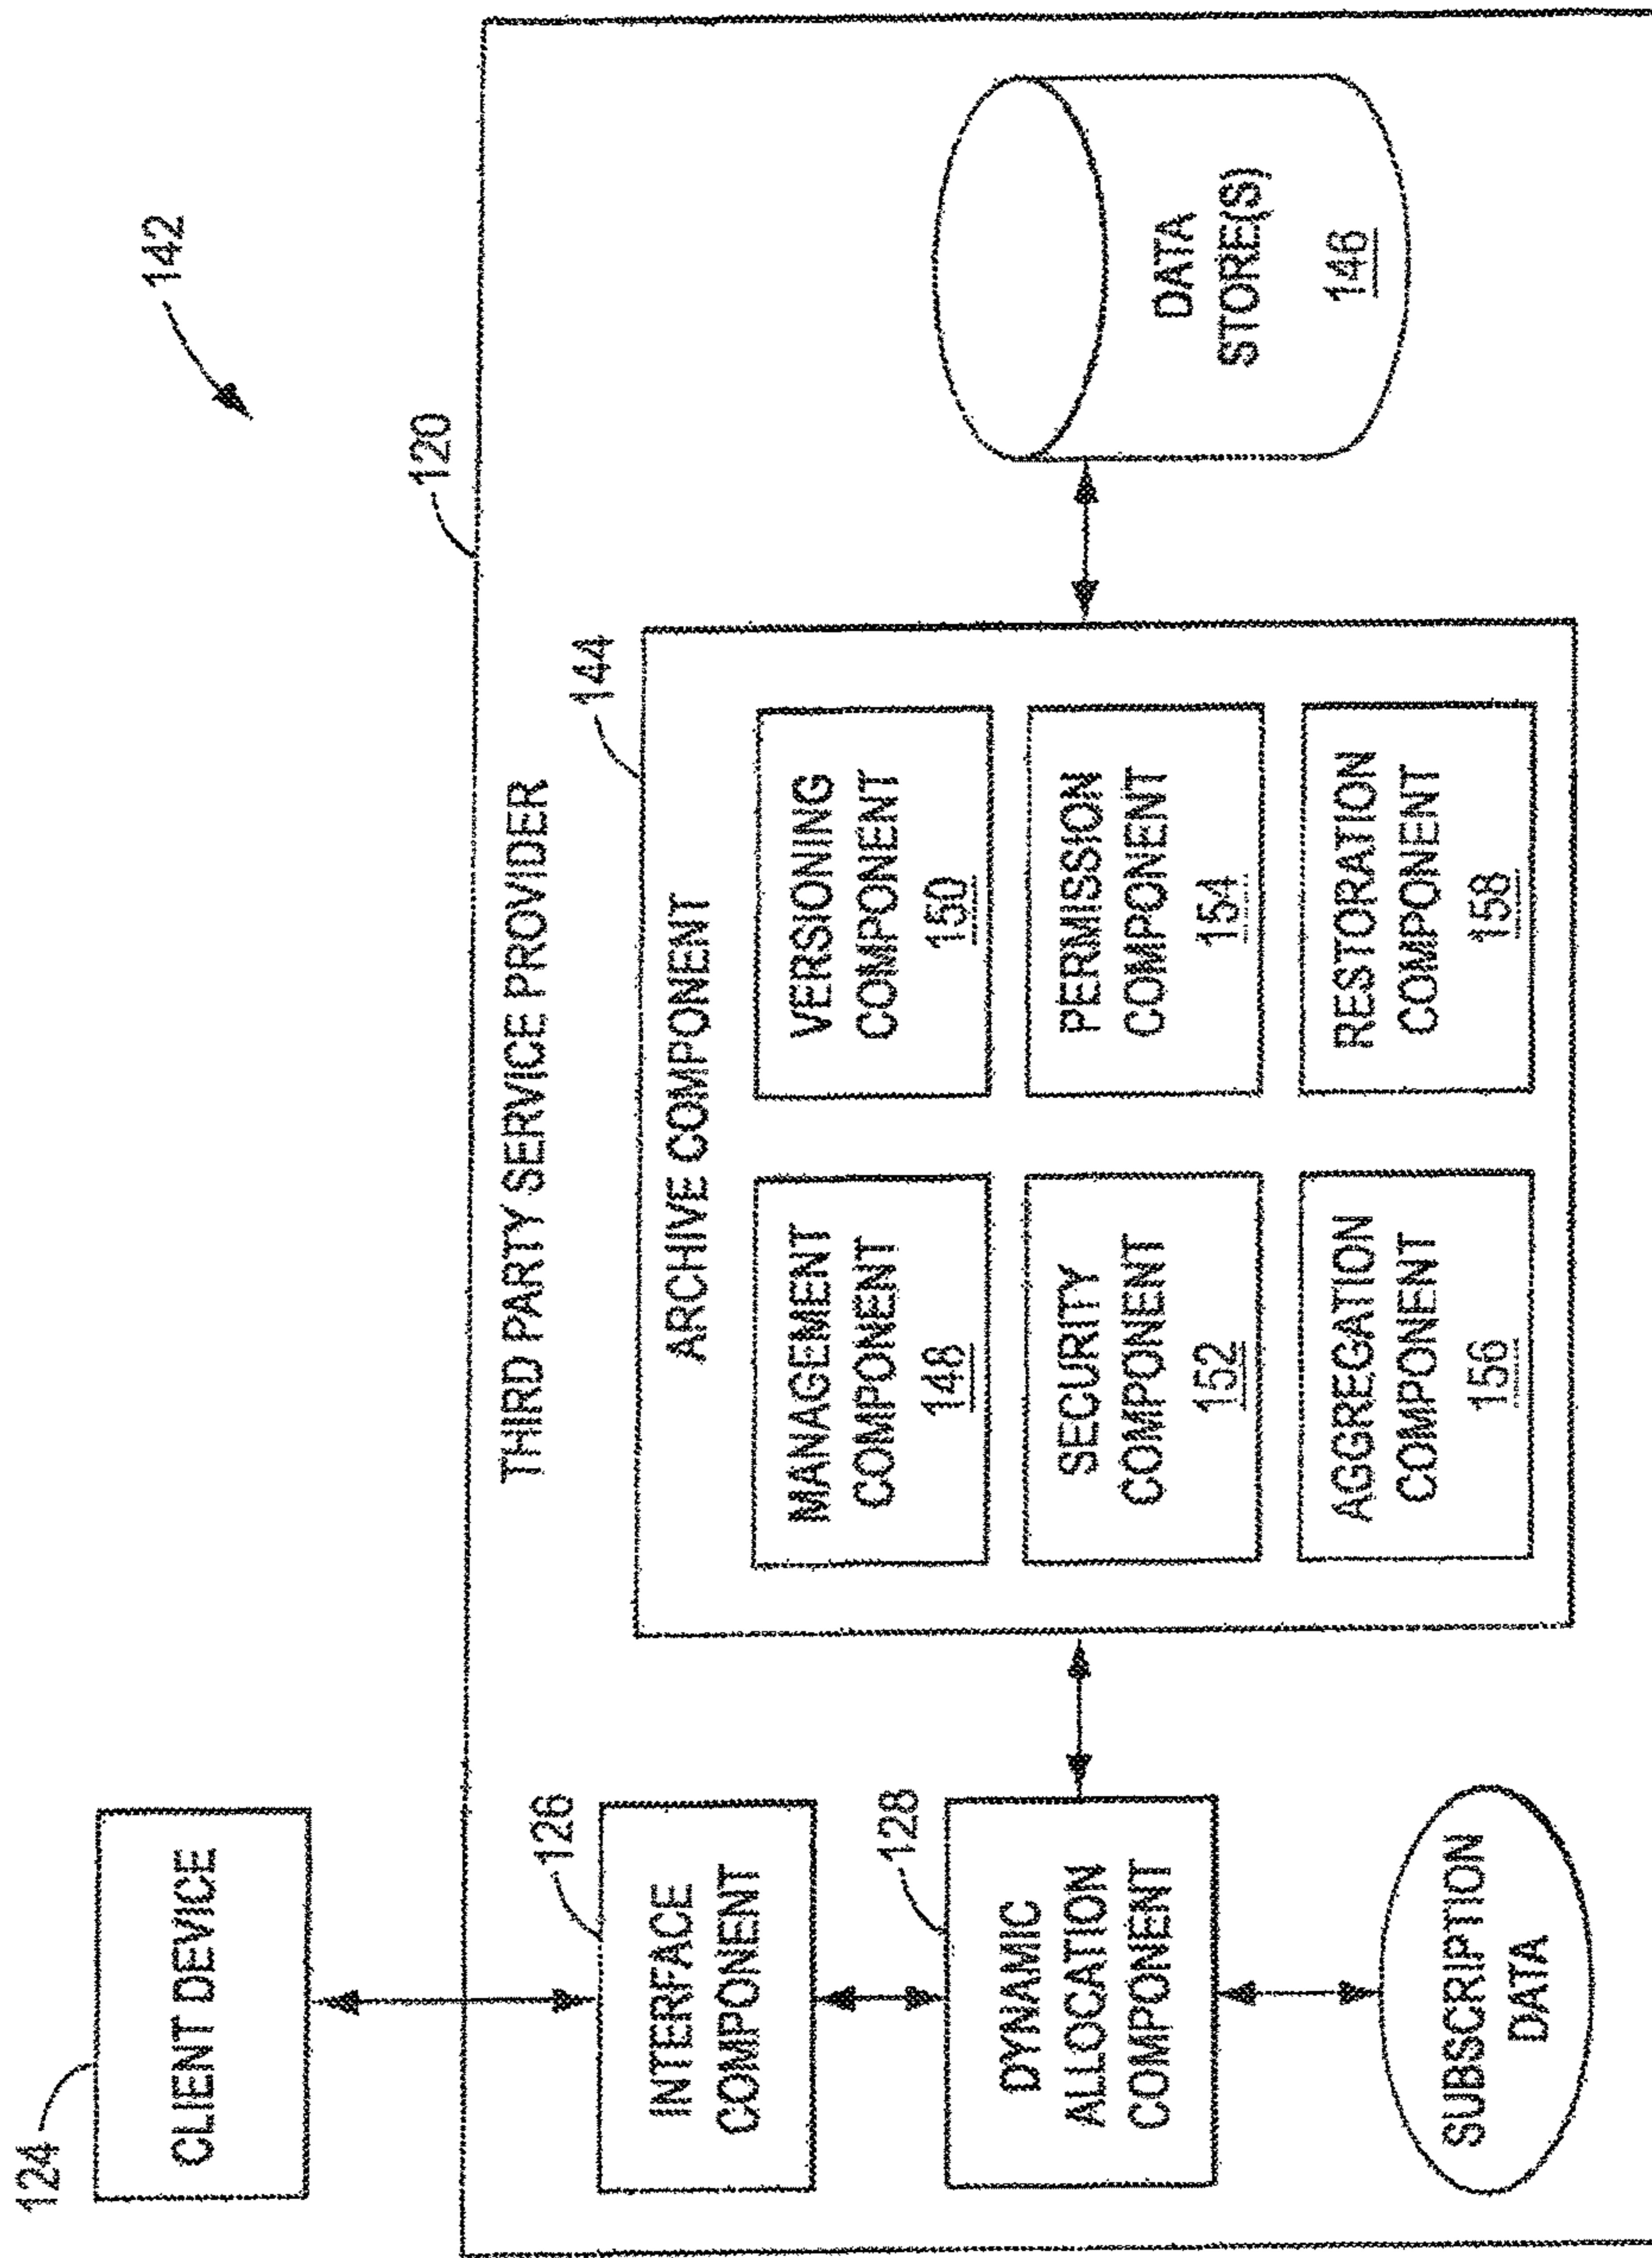 142
124
CLIENT DEVICE
120
THIRD PARTY SERVICE PROVIDER
126
INTERFACE
COMPONENT
144
ARCHIVE COMPONENT
MANAGEMENT
COMPONENT
148
VERSIONING
COMPONENT
150
128
DYNAMIC
ALLOCATION
COMPONENT
SECURITY
COMPONENT
152
PERMISSION
COMPONENT
154
DATA
STORE(S)
146
AGGREGATION
COMPONENT
156
RESTORATION
COMPONENT
158
SUBSCRIPTION
DATA